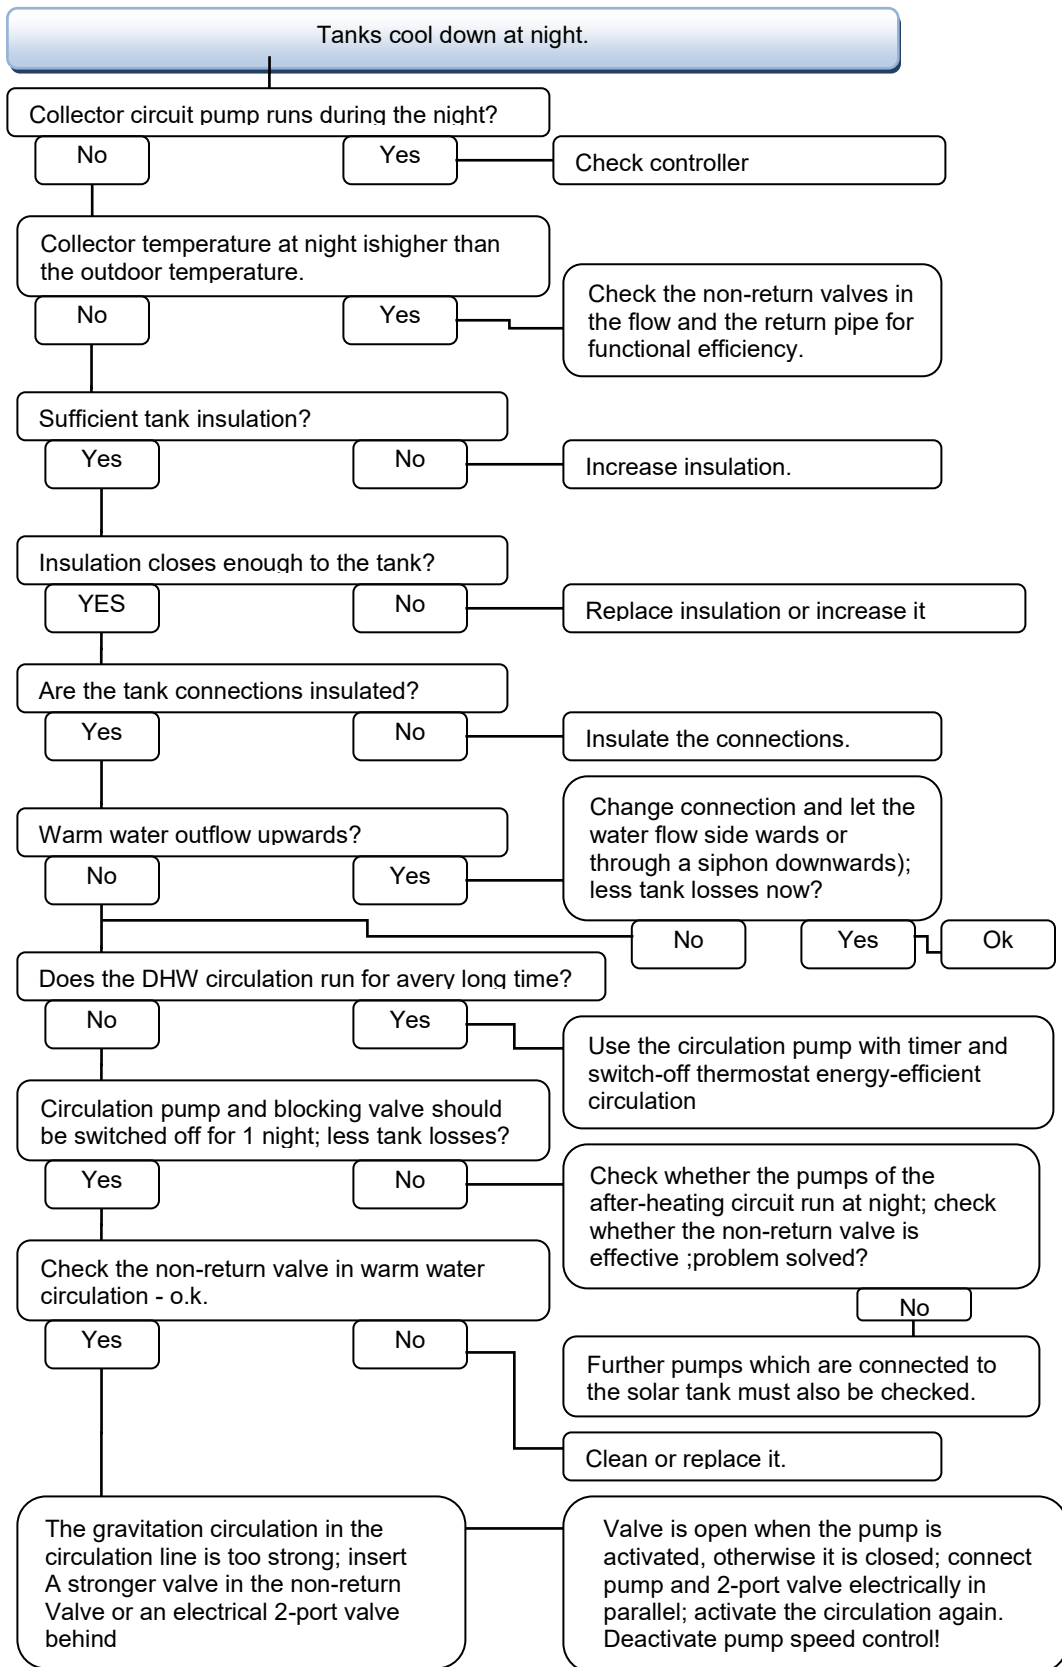 Tanks cool down at night.
Collector circuit pump runs during the night?
No
Yes
Check controller
Collector temperature at night ishigher than
the outdoor temperature.
No
Yes
Check the non-return valves in
the flow and the return pipe for
functional efficiency.
Sufficient tank insulation?
Yes
No
Increase insulation.
Insulation closes enough to the tank?
YES
No
Replace insulation or increase it
Are the tank connections insulated?
Yes
No
Insulate the connections.
Warm water outflow upwards?
No
Yes
Change connection and let the
water flow side wards or
through a siphon downwards);
less tank losses now?
No
Yes
Ok
Does the DHW circulation run for avery long time?
No
Yes
Use the circulation pump with timer and
switch-off thermostat energy-efficient
circulation
Circulation pump and blocking valve should
be switched off for 1 night; less tank losses?
Yes
No
Check whether the pumps of the
after-heating circuit run at night; check
whether the non-return valve is
effective ;problem solved?
No
Further pumps which are connected to
the solar tank must also be checked.
Check the non-return valve in warm water
circulation - o.k.
Yes
No
Clean or replace it.
The gravitation circulation in the
circulation line is too strong; insert
A stronger valve in the non-return
Valve or an electrical 2-port valve
behind
Valve is open when the pump is
activated, otherwise it is closed; connect
pump and 2-port valve electrically in
parallel; activate the circulation again.
Deactivate pump speed control!